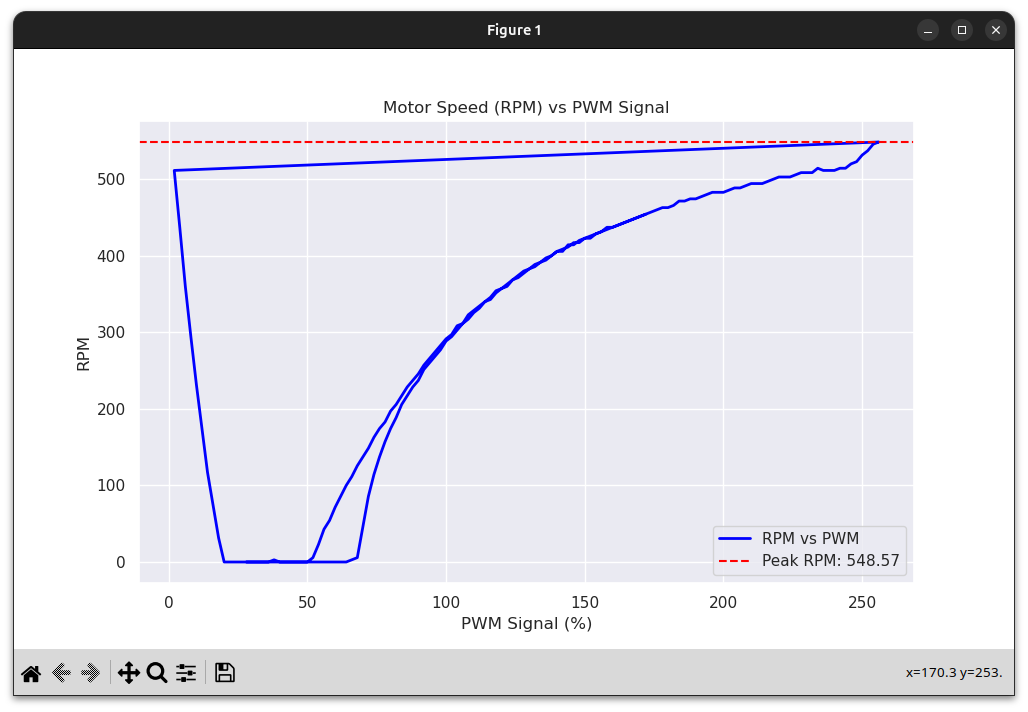 Figure 1
Motor Speed (RPM) vs PWM Signal
500
400
300
200
100
0
RPM
RPM vs PWM
Peak RPM: 548.57
0 50 100 150 200 250
PWM Signal (%)
x=170.3 y=253.